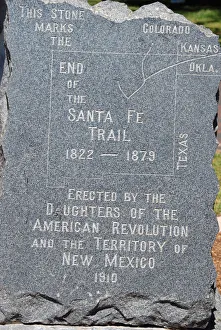 THIS STONE
MARKS
THE
COLORADO
KANSAS
OKLA.
TEXAS
END
OF
THE
SANTA FE
TRAIL
1822 — 1879
ERECTED BY THE
DAUGHTERS OF THE
AMERICAN REVOLUTION
AND THE TERRITORY OF
NEW MEXICO
1910